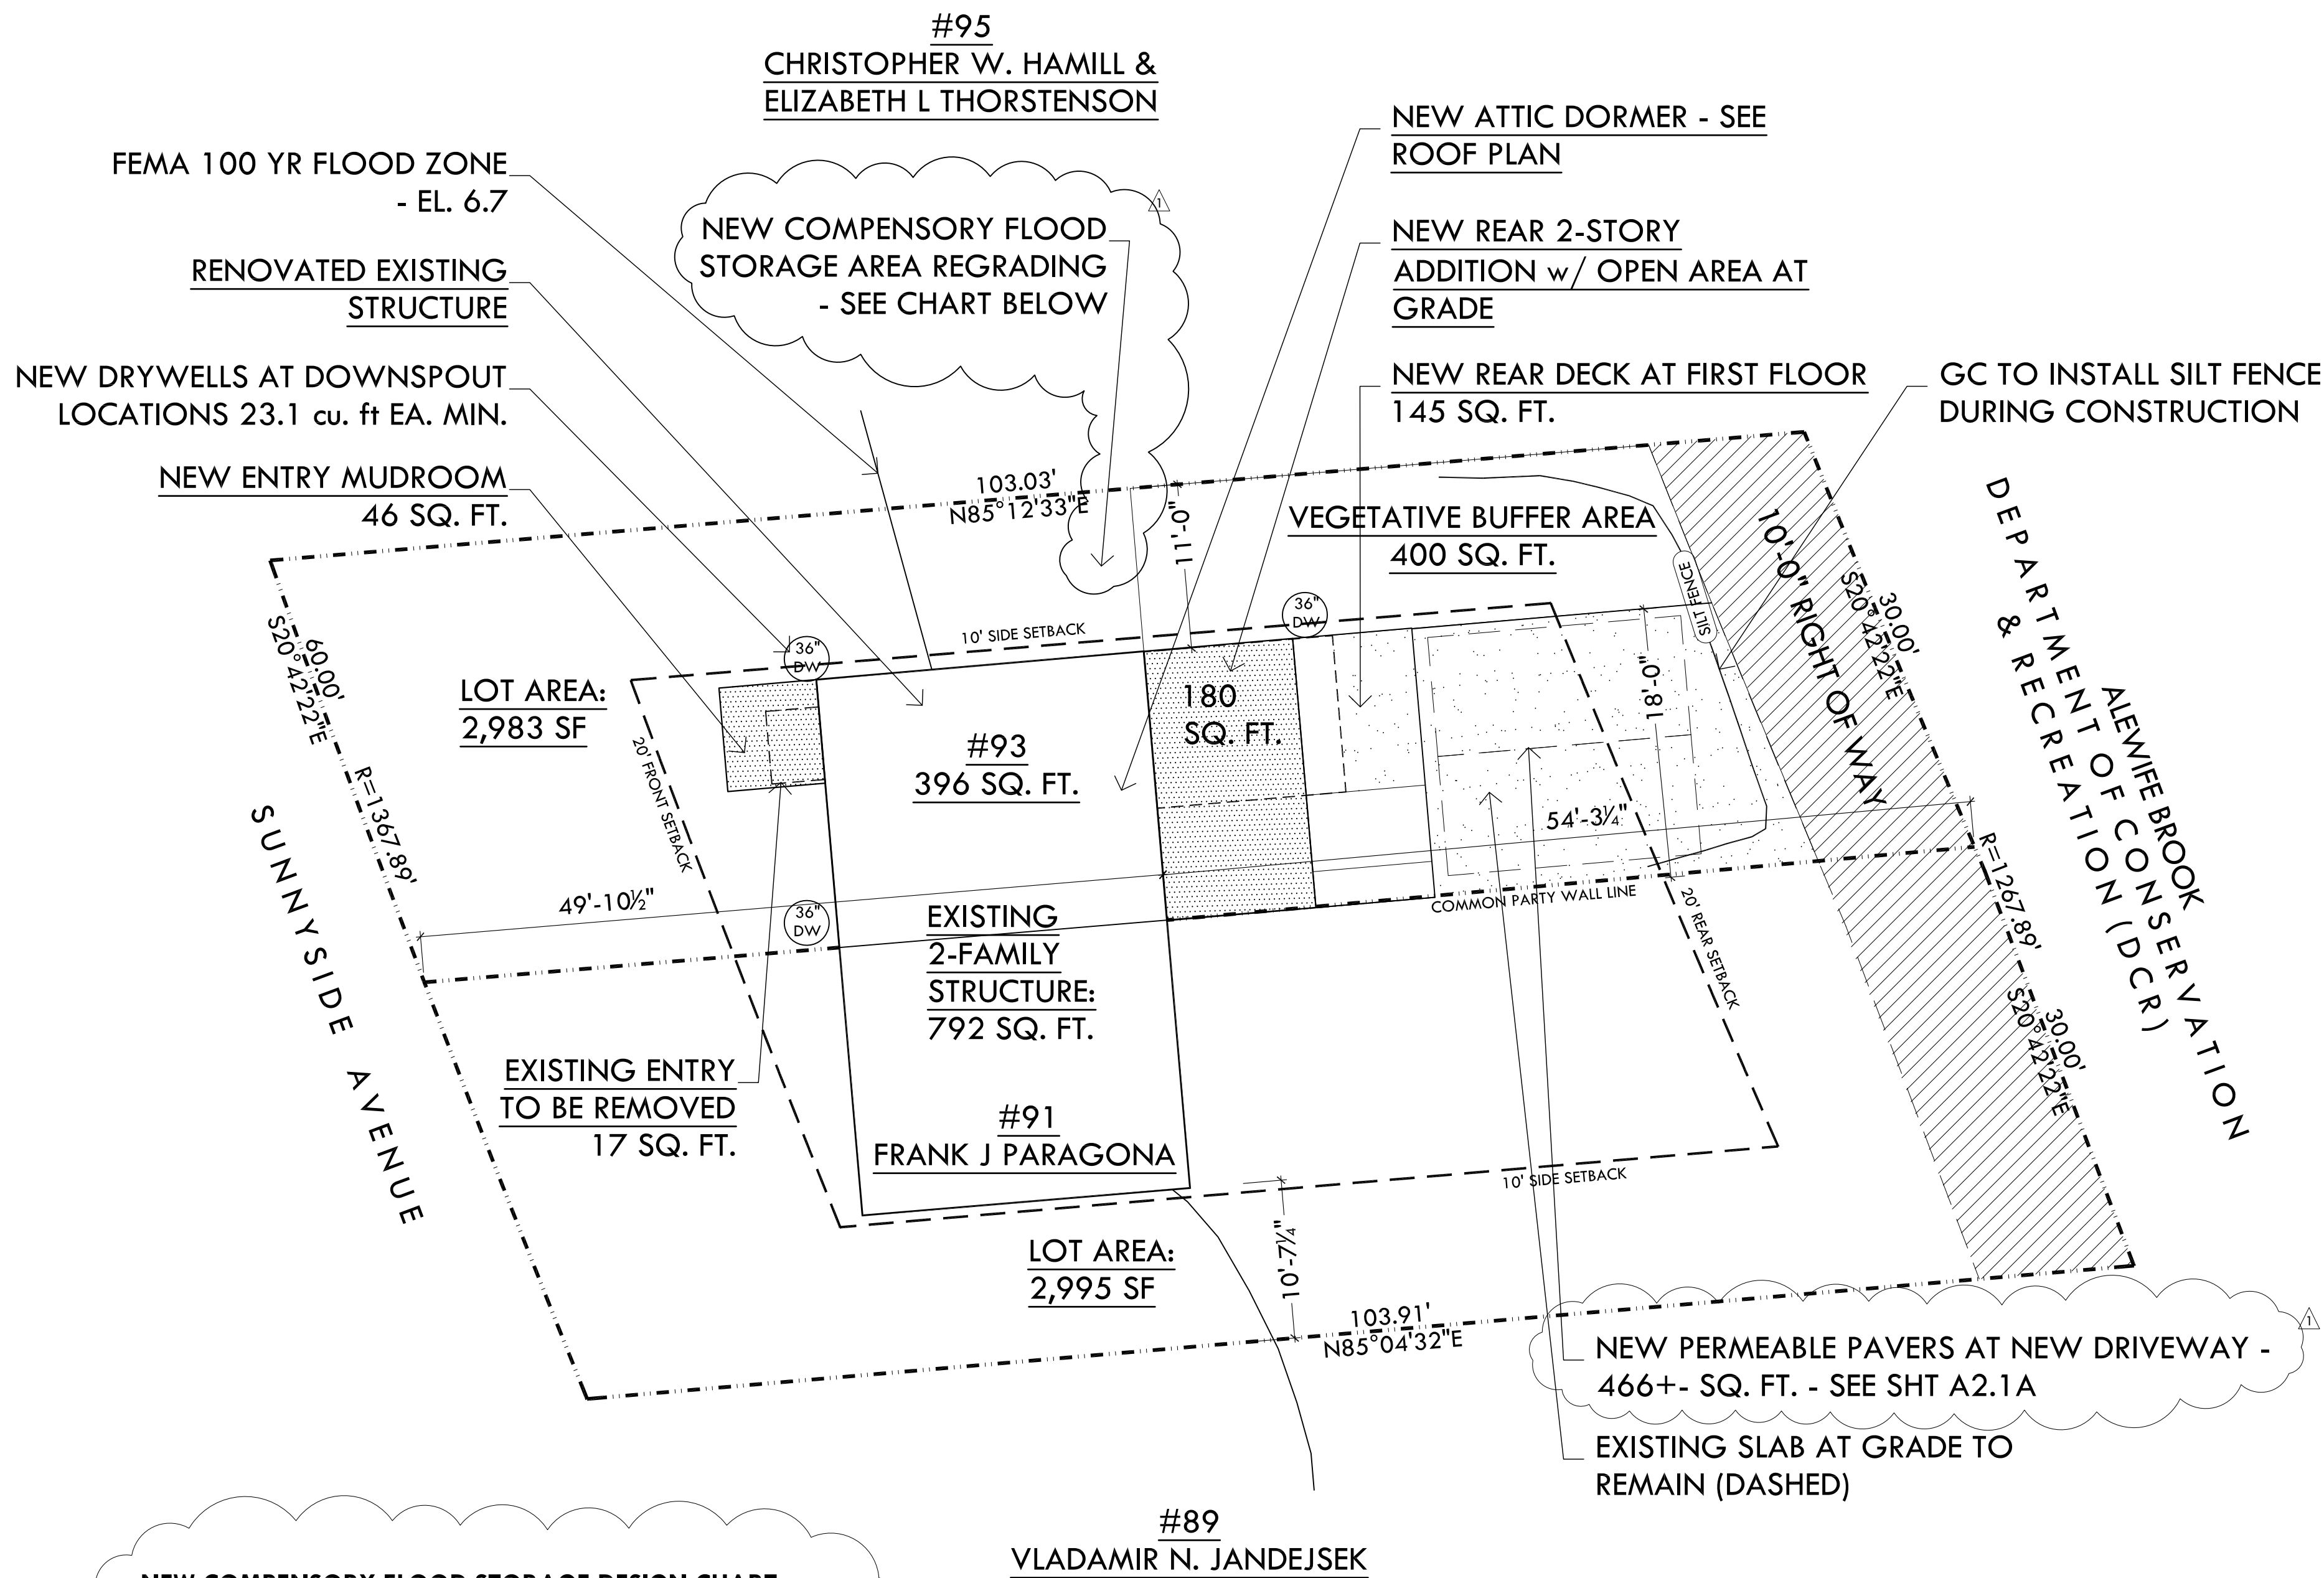 #95
CHRISTOPHER W. HAMILL &
ELIZABETH L THORSTENSON
FEMA 100 YR FLOOD ZONE
- EL. 6.7
RENOVATED EXISTING
STRUCTURE
NEW DRYWELLS AT DOWNSPOUT
LOCATIONS 23.1 cu. ft EA. MIN.
NEW ENTRY MUDROOM
46 SQ. FT.
NEW COMPENSORY FLOOD
STORAGE AREA REGRADING
- SEE CHART BELOW
1
NEW ATTIC DORMER - SEE
ROOF PLAN
NEW REAR 2-STORY
ADDITION w/ OPEN AREA AT
GRADE
NEW REAR DECK AT FIRST FLOOR
145 SQ. FT.
GC TO INSTALL SILT FENCE
DURING CONSTRUCTION
103.03'
N85°12'33"E
11'-0"
VEGETATIVE BUFFER AREA
400 SQ. FT.
SILT FENCE
10'-0" RIGHT OF WAY
30.00'
S20°42'22"E
DEPARTMENT OF CONSERVATION
& RECREATION (DCR)
ALEWIFE BROOK
60.00'
S20°42'22"E
R=1367.89'
SUNNYSIDE AVENUE
LOT AREA:
2,983 SF
36"
DW
10' SIDE SETBACK
36"
DW
20' FRONT SETBACK
#93
396 SQ. FT.
180
SQ. FT.
18'-0"
54'-3¼"
49'-10½"
36"
DW
COMMON PARTY WALL LINE
20' REAR SETBACK
R=1267.89'
30.00'
S20°42'22"E
EXISTING
2-FAMILY
STRUCTURE:
792 SQ. FT.
EXISTING ENTRY
TO BE REMOVED
17 SQ. FT.
#91
FRANK J PARAGONA
10' SIDE SETBACK
LOT AREA:
2,995 SF
10'-7¼"
103.91'
N85°04'32"E
1
NEW PERMEABLE PAVERS AT NEW DRIVEWAY -
466+- SQ. FT. - SEE SHT A2.1A
EXISTING SLAB AT GRADE TO
REMAIN (DASHED)
#89
VLADAMIR N. JANDEJSEK
NEW COMPENSORY FLOOD STORAGE DESIGN CHART